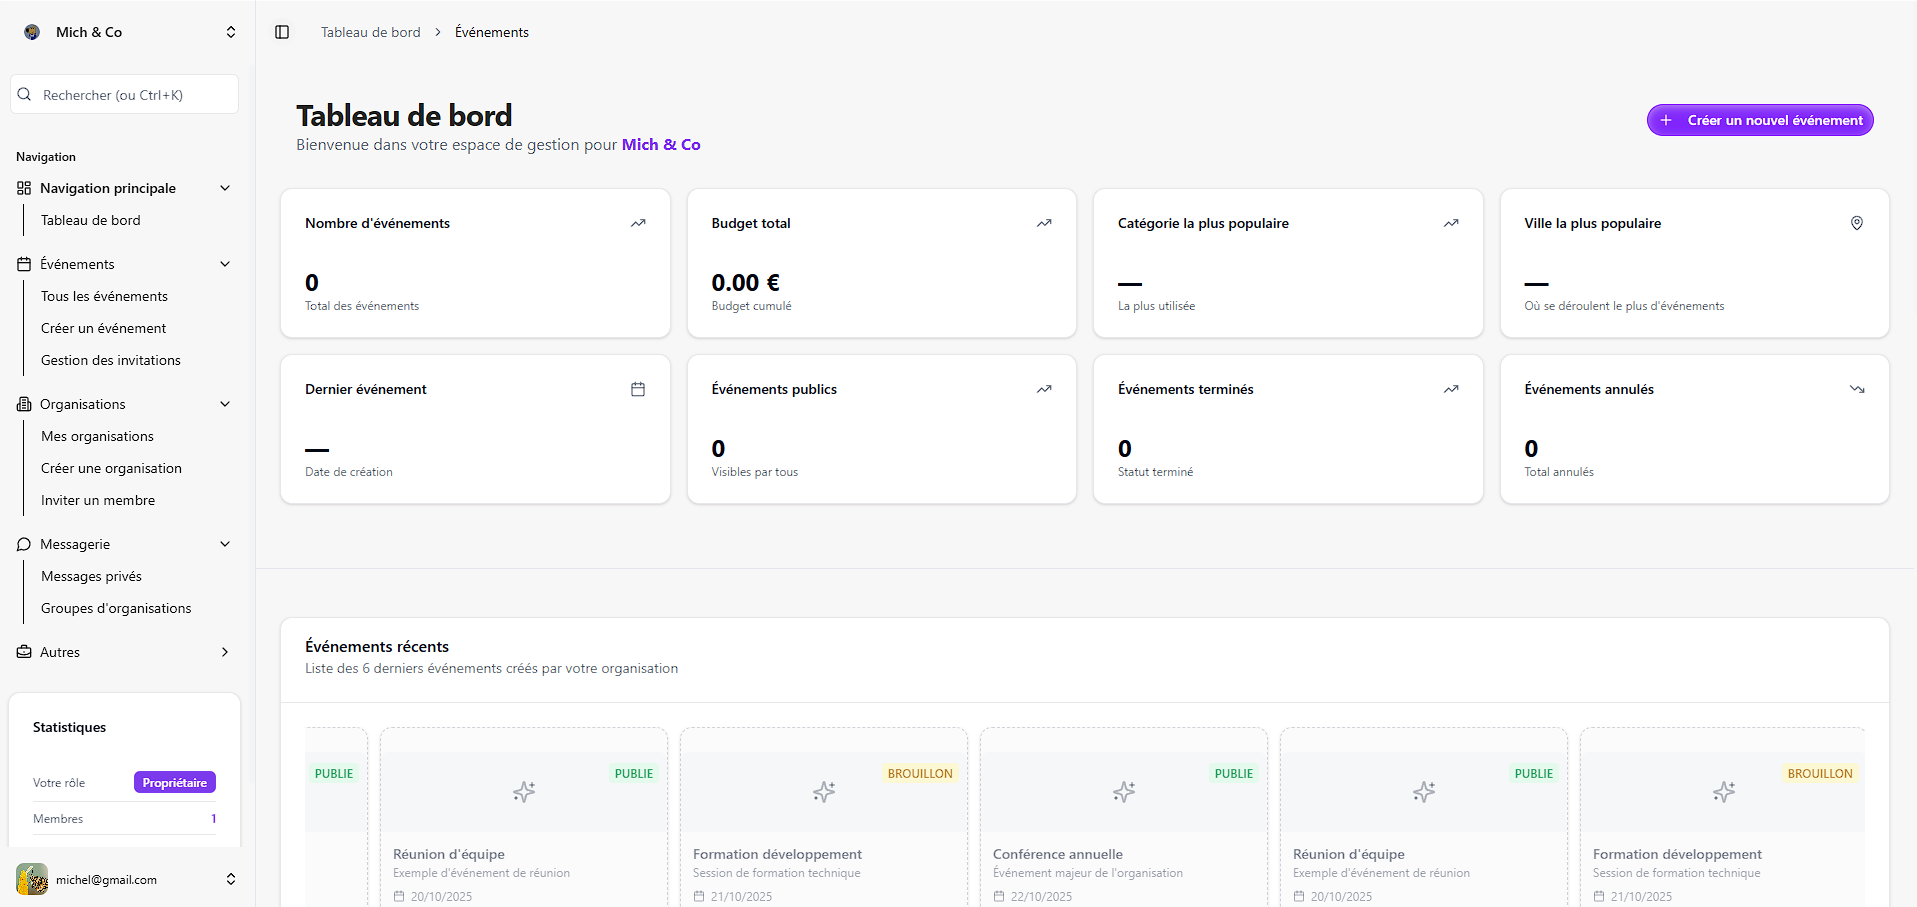 Mich & Co
Tableau de bord > Événements
Rechercher (ou Ctrl+K)
Navigation
Navigation principale
Tableau de bord
Événements
Tous les événements
Créer un événement
Gestion des invitations
Organisations
Mes organisations
Créer une organisation
Inviter un membre
Messagerie
Messages privés
Groupes d'organisations
Autres
Statistiques
Votre rôle Propriétaire
Membres 1
michel@gmail.com
Tableau de bord
Bienvenue dans votre espace de gestion pour Mich & Co
+ Créer un nouvel événement
Nombre d'événements
0
Total des événements
Budget total
0.00 €
Budget cumulé
Catégorie la plus populaire
—
La plus utilisée
Ville la plus populaire
—
Où se déroulent le plus d'événements
Dernier événement
—
Date de création
Événements publics
0
Visibles par tous
Événements terminés
0
Statut terminé
Événements annulés
0
Total annulés
Événements récents
Liste des 6 derniers événements créés par votre organisation
PUBLIE
PUBLIE
Réunion d'équipe
Exemple d'événement de réunion
20/10/2025
BROUILLON
Formation développement
Session de formation technique
21/10/2025
PUBLIE
Conférence annuelle
Événement majeur de l'organisation
22/10/2025
PUBLIE
Réunion d'équipe
Exemple d'événement de réunion
20/10/2025
BROUILLON
Formation développement
Session de formation technique
21/10/2025